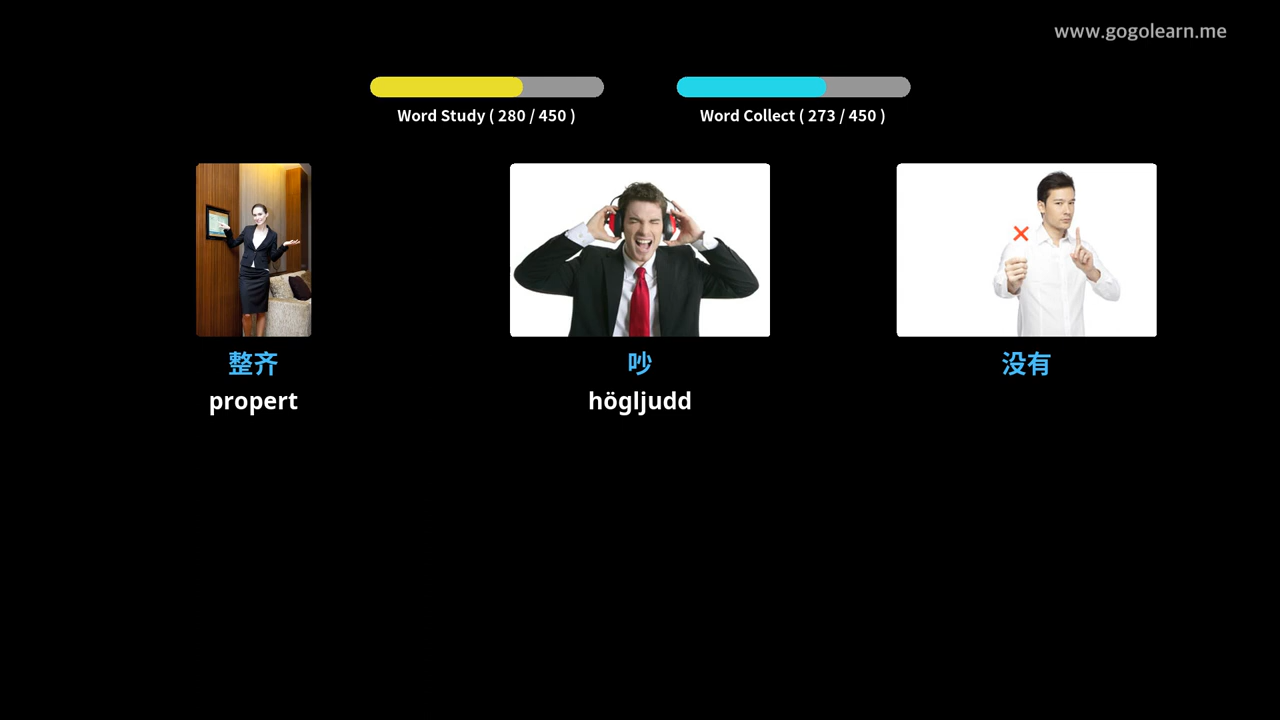 www.gogolearn.me
Word Study ( 280 / 450 )
Word Collect ( 273 / 450 )
整齐
吵
没有
propert
högljudd